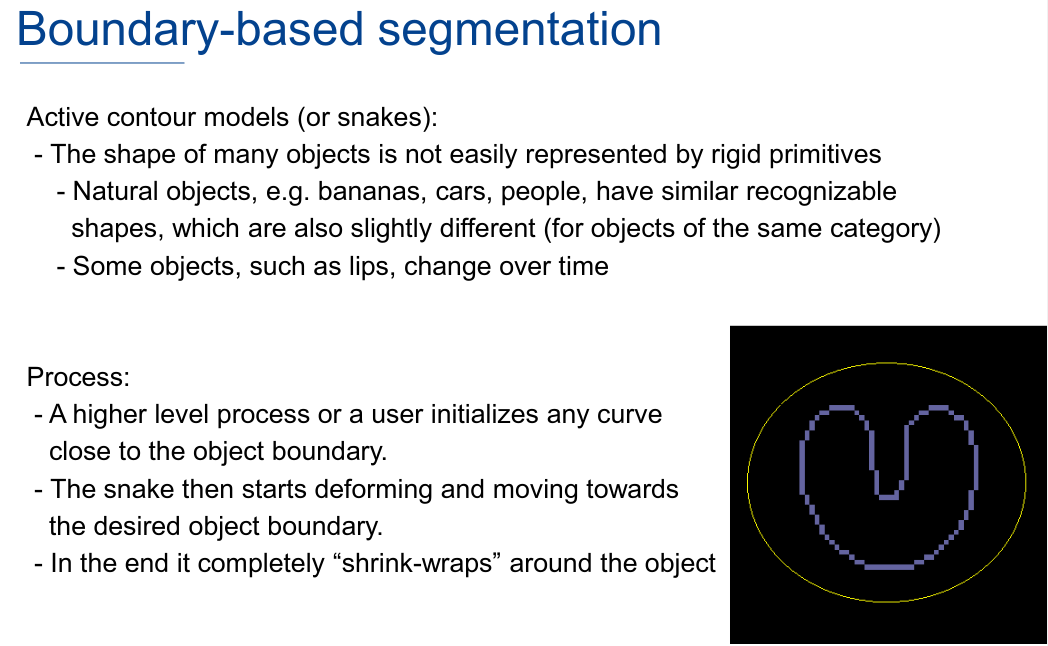 Boundary-based segmentation
Active contour models (or snakes):
- The shape of many objects is not easily represented by rigid primitives
- Natural objects, e.g. bananas, cars, people, have similar recognizable
shapes, which are also slightly different (for objects of the same category)
- Some objects, such as lips, change over time
Process:
- A higher level process or a user initializes any curve
close to the object boundary.
- The snake then starts deforming and moving towards
the desired object boundary.
- In the end it completely “shrink-wraps” around the object